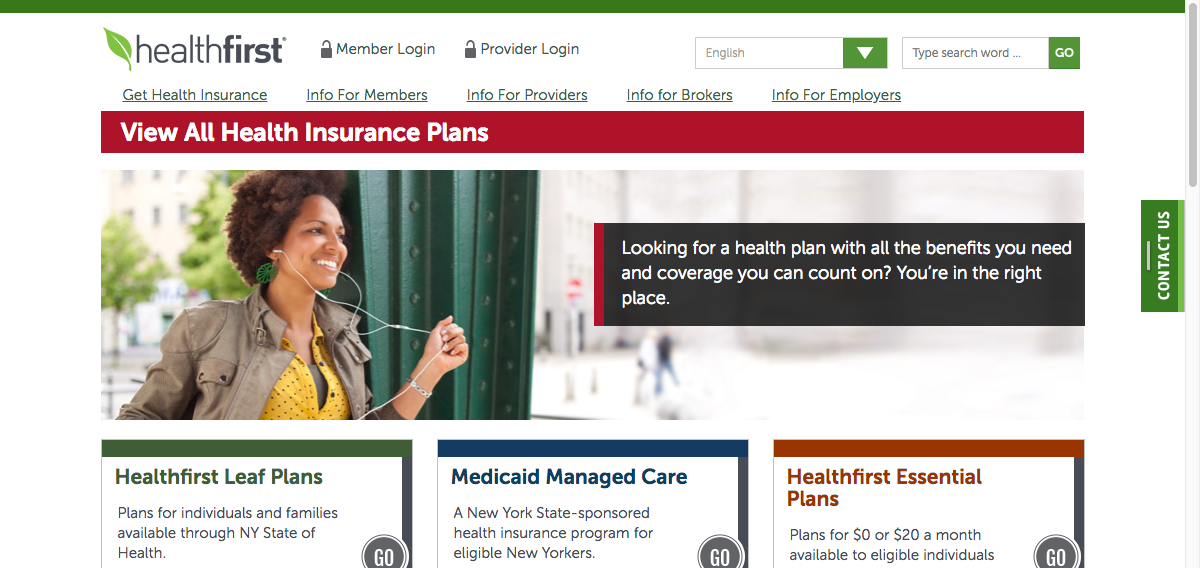 healthfirst®
Member Login
Provider Login
English
Type search word ...
GO
Get Health Insurance
Info For Members
Info For Providers
Info for Brokers
Info For Employers
View All Health Insurance Plans
Looking for a health plan with all the benefits you need
and coverage you can count on? You’re in the right
place.
CONTACT US
Healthfirst Leaf Plans
Plans for individuals and families
available through NY State of
Health.
GO
Medicaid Managed Care
A New York State-sponsored
health insurance program for
eligible New Yorkers.
GO
Healthfirst Essential
Plans
Plans for $0 or $20 a month
available to eligible individuals
GO